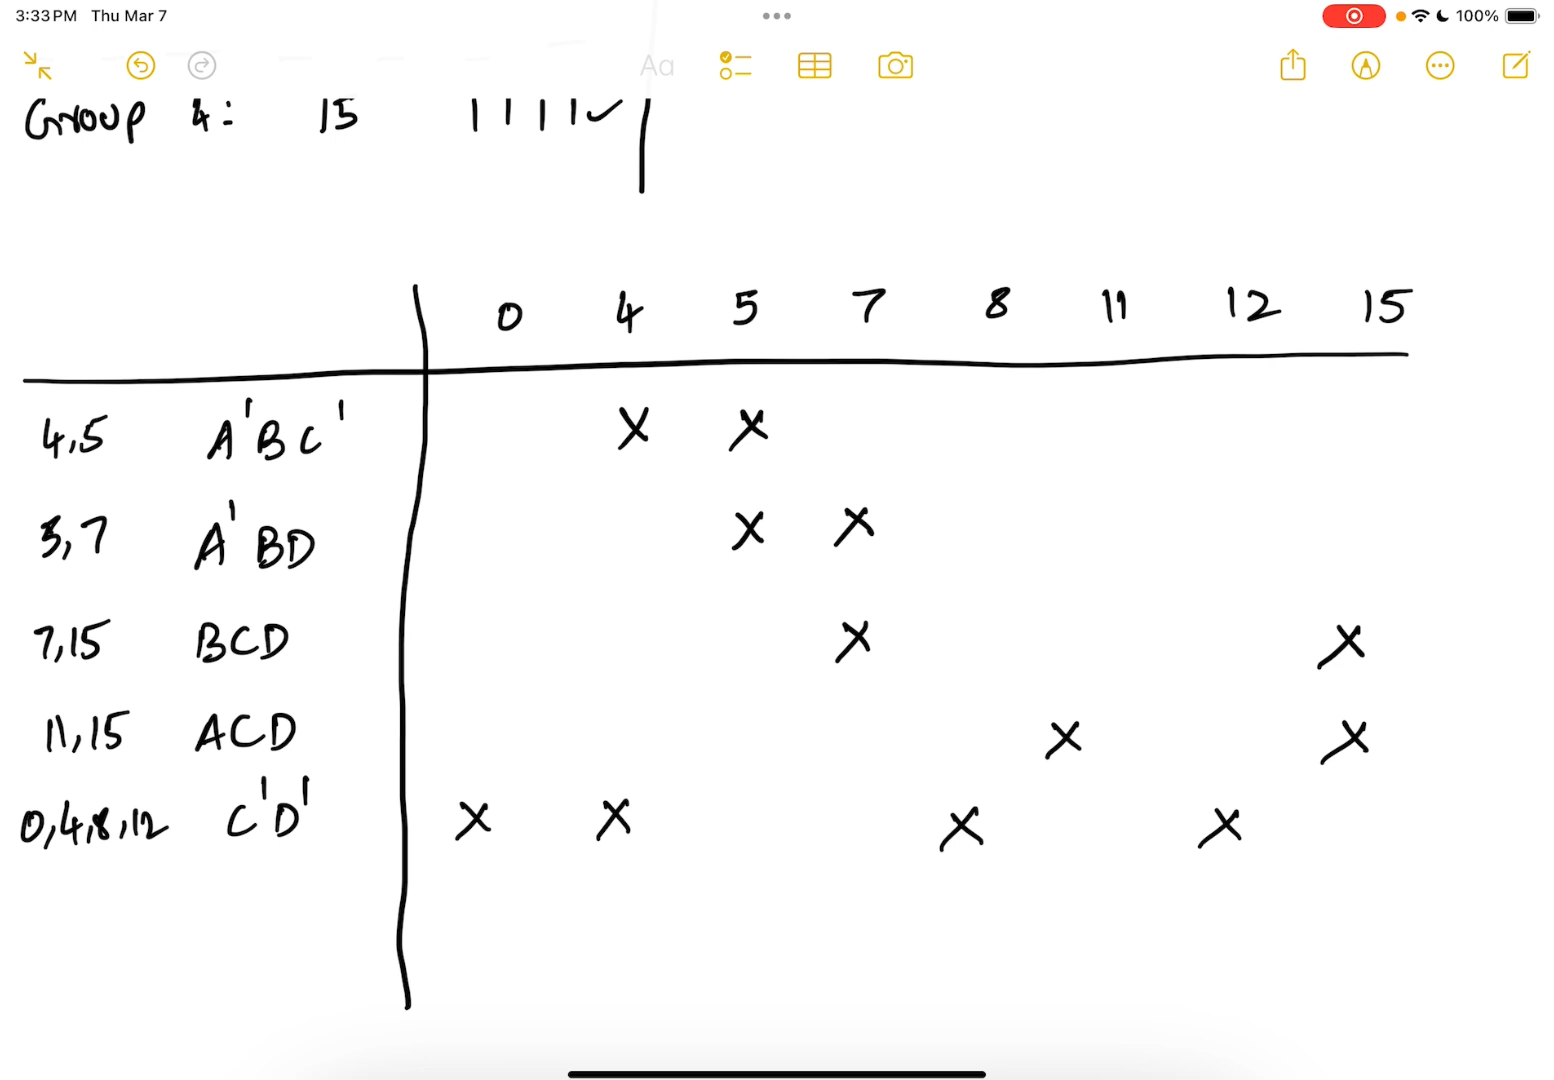 3:33 PM Thu Mar 7 100%
Aa
Group 4: 15 1111✓
0 4 5 7 8 11 12 15
4,5 A'BC' X X
5,7 A'BD X X
7,15 BCD X X
11,15 ACD X X
0,4,8,12 C'D' X X X X